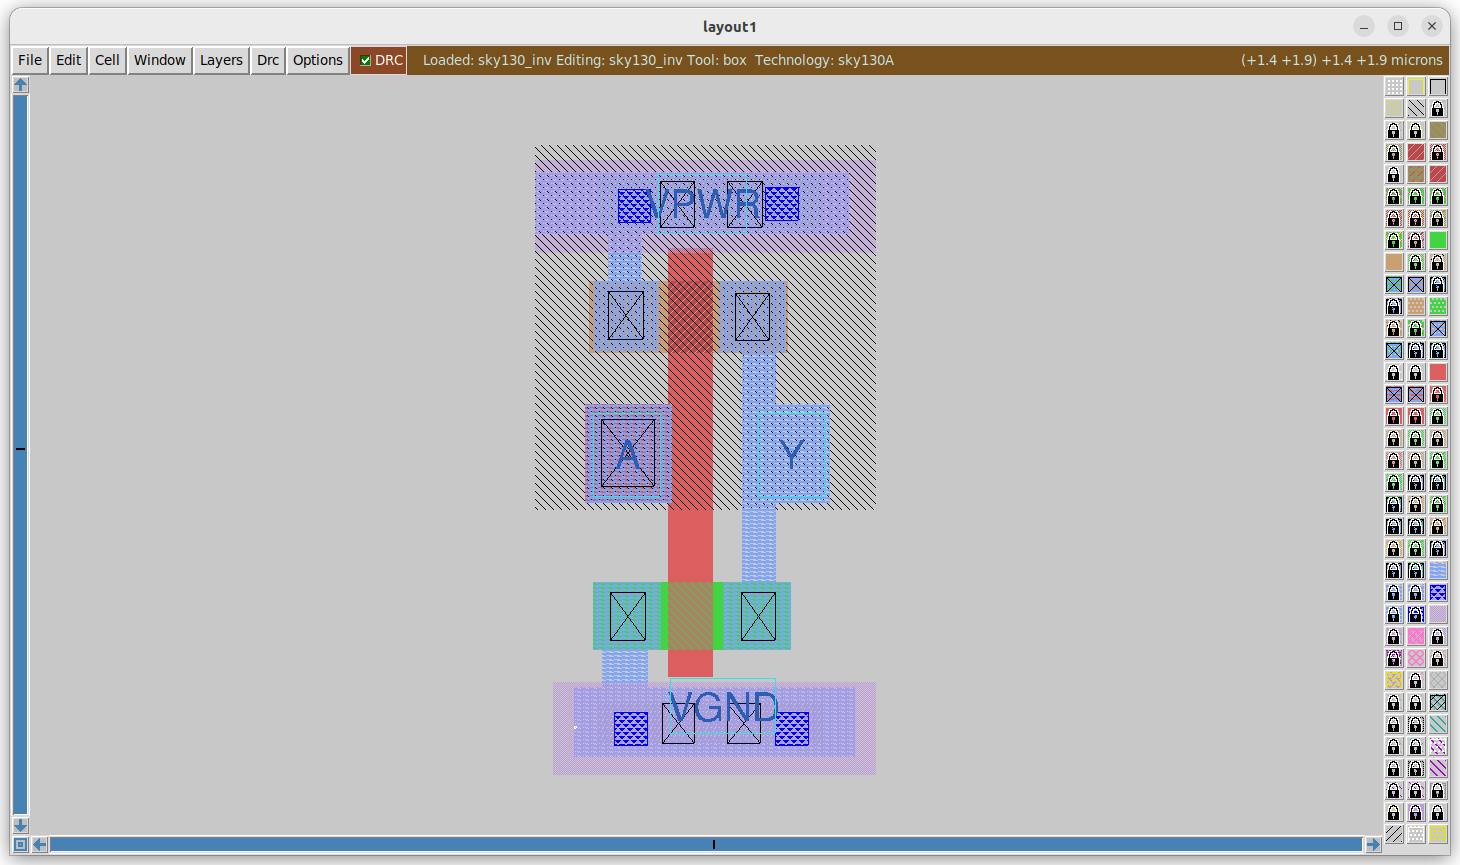 layout1
File Edit Cell Window Layers Drc Options DRC Loaded: sky130_inv Editing: sky130_inv Tool: box Technology: sky130A (+1.4 +1.9) +1.4 +1.9 microns
VPWR
A Y
VGND